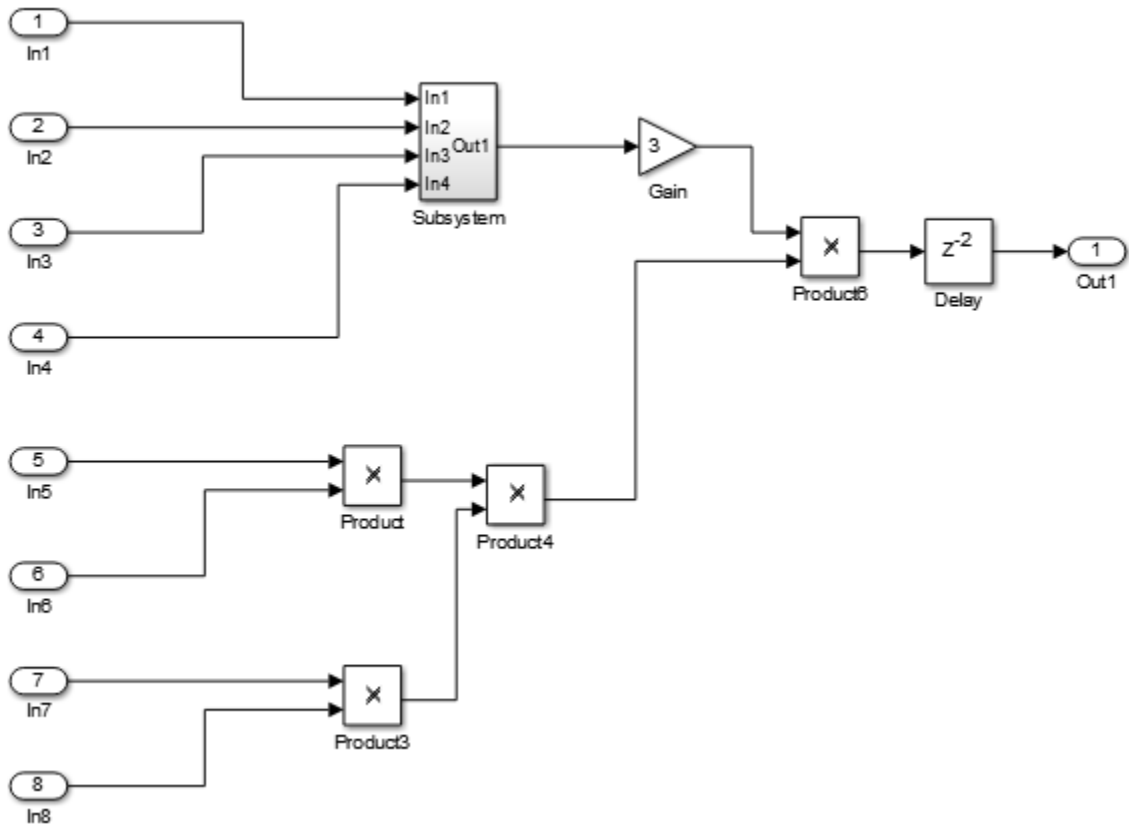 1
In1
2
In2
3
In3
4
In4
In1
In2
In3
In4
Out1
Subsystem
3
Gain
×
Product6
Z-2
Delay
1
Out1
5
In5
6
In6
×
Product
×
Product4
7
In7
8
In8
×
Product3